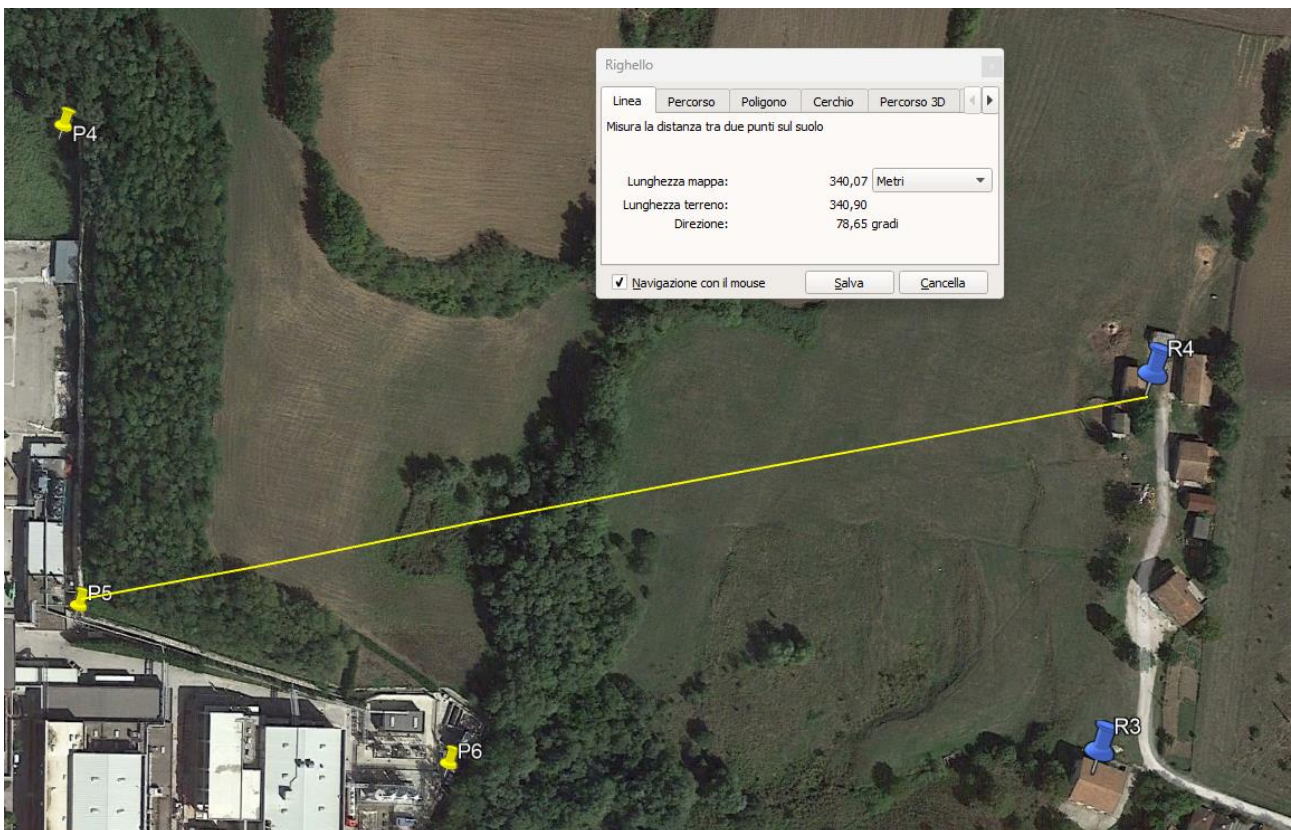 Righello
Linea Percorso Poligono Cerchio Percorso 3D
Misura la distanza tra due punti sul suolo
Lunghezza mappa: 340,07 Metri
Lunghezza terreno: 340,90
Direzione: 78,65 gradi
Navigazione con il mouse Salva Cancella
P4
R4
P5
R3
P6